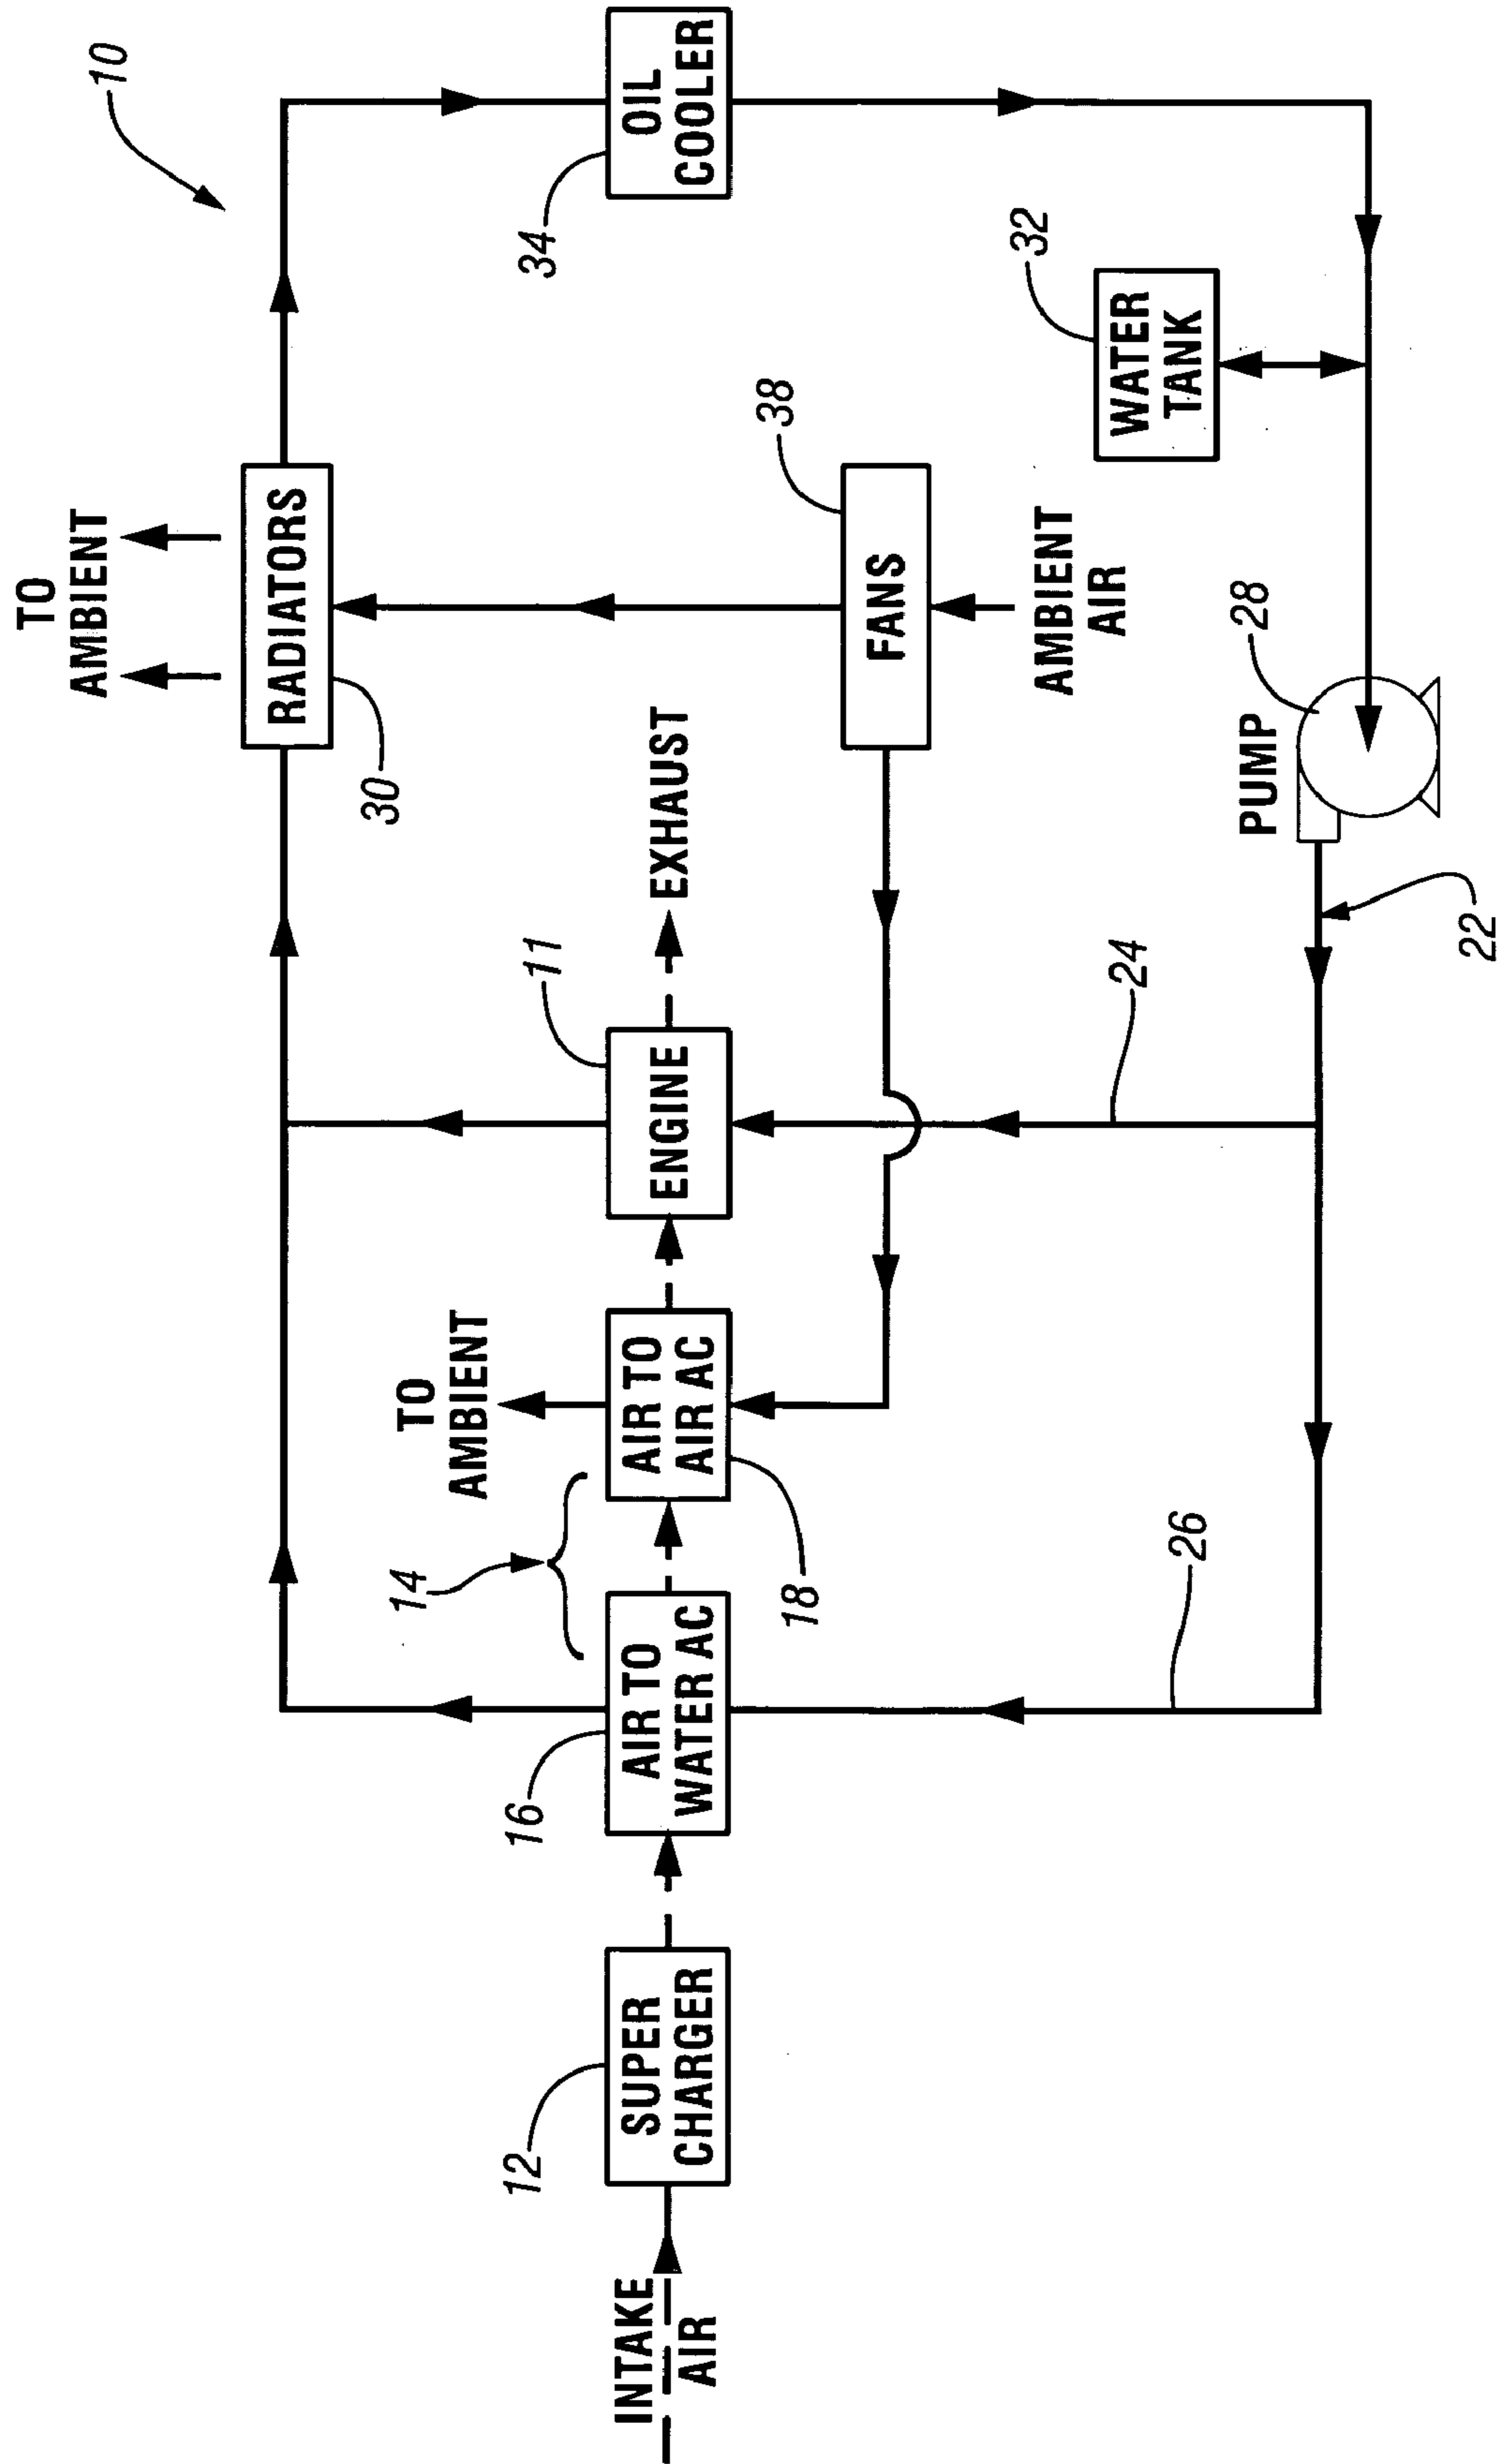 10
TO
AMBIENT
RADIATORS
30
OIL
COOLER
34
TO
AMBIENT
14
16
AIR TO
WATER AC
AIR TO
AIR AC
18
ENGINE
11
EXHAUST
INTAKE
AIR
SUPER
CHARGER
12
FANS
38
AMBIENT
AIR
WATER
TANK
32
PUMP
28
22
24
26